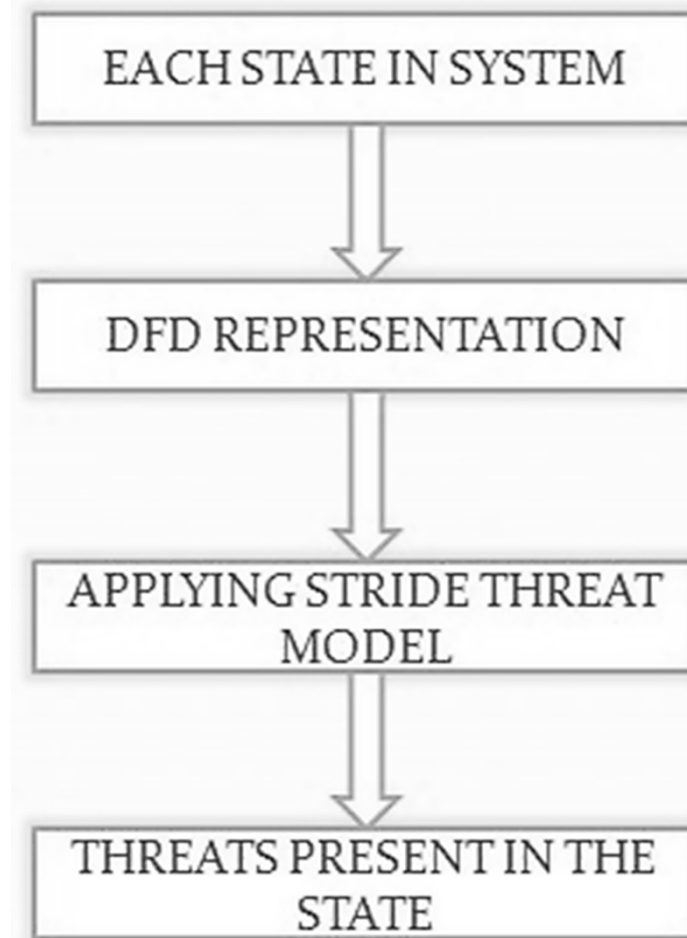 EACH STATE IN SYSTEM
DFD REPRESENTATION
APPLYING STRIDE THREAT
MODEL
THREATS PRESENT IN THE
STATE